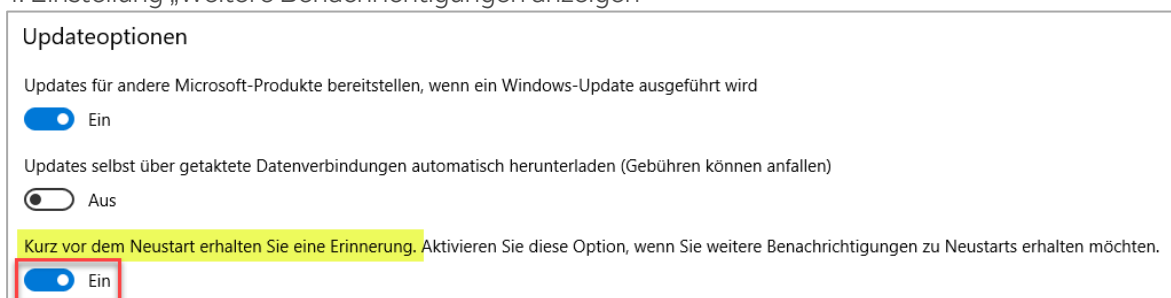 Updateoptionen
Updates für andere Microsoft-Produkte bereitstellen, wenn ein Windows-Update ausgeführt wird
Ein
Updates selbst über getaktete Datenverbindungen automatisch herunterladen (Gebühren können anfallen)
Aus
Kurz vor dem Neustart erhalten Sie eine Erinnerung. Aktivieren Sie diese Option, wenn Sie weitere Benachrichtigungen zu Neustarts erhalten möchten.
Ein